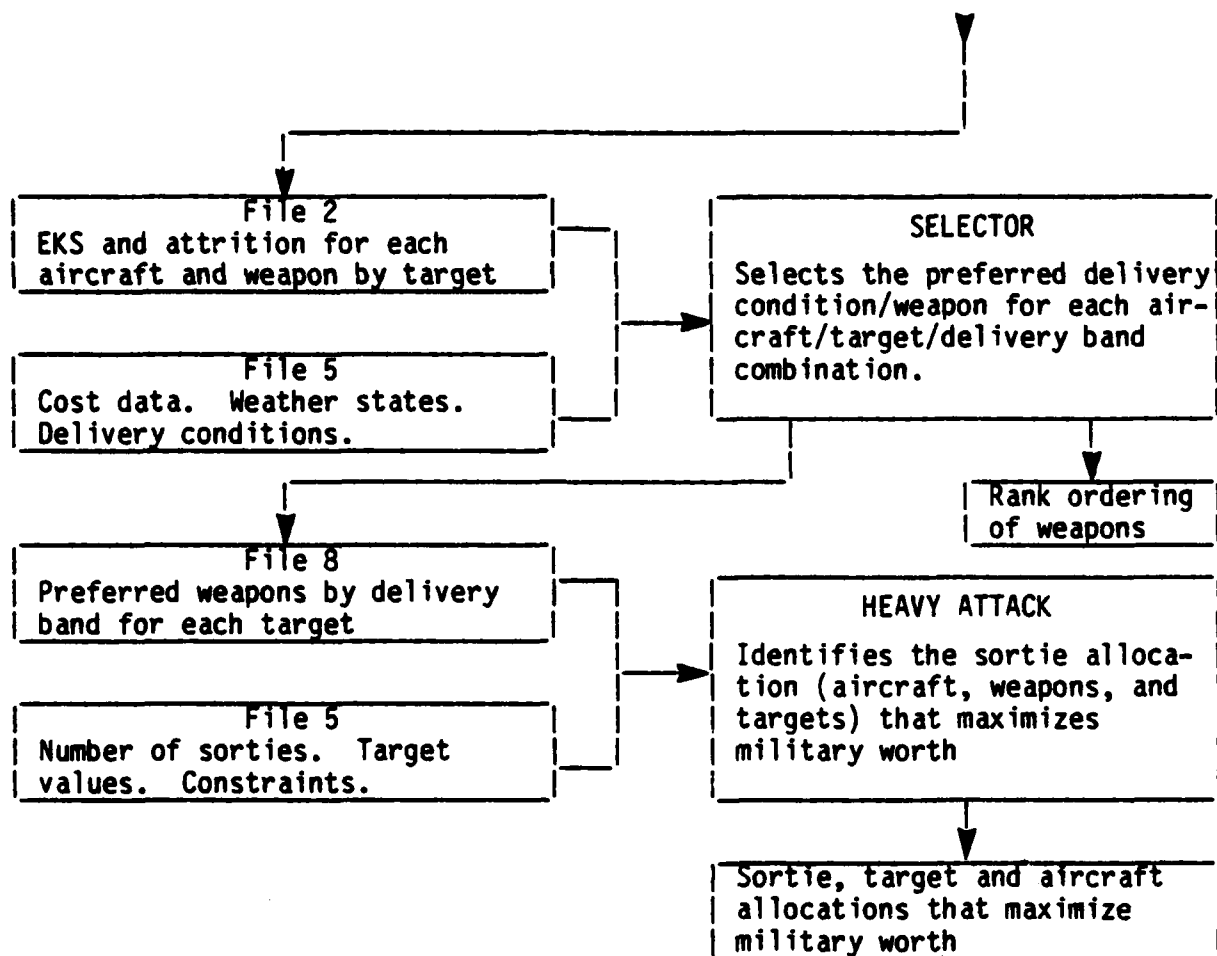 File 2
EKS and attrition for each
aircraft and weapon by target
SELECTOR
Selects the preferred delivery
condition/weapon for each air-
craft/target/delivery band
combination.
File 5
Cost data. Weather states.
Delivery conditions.
Rank ordering
of weapons
File 8
Preferred weapons by delivery
band for each target
HEAVY ATTACK
Identifies the sortie alloca-
tion (aircraft, weapons, and
targets) that maximizes
military worth
File 5
Number of sorties. Target
values. Constraints.
Sortie, target and aircraft
allocations that maximize
military worth